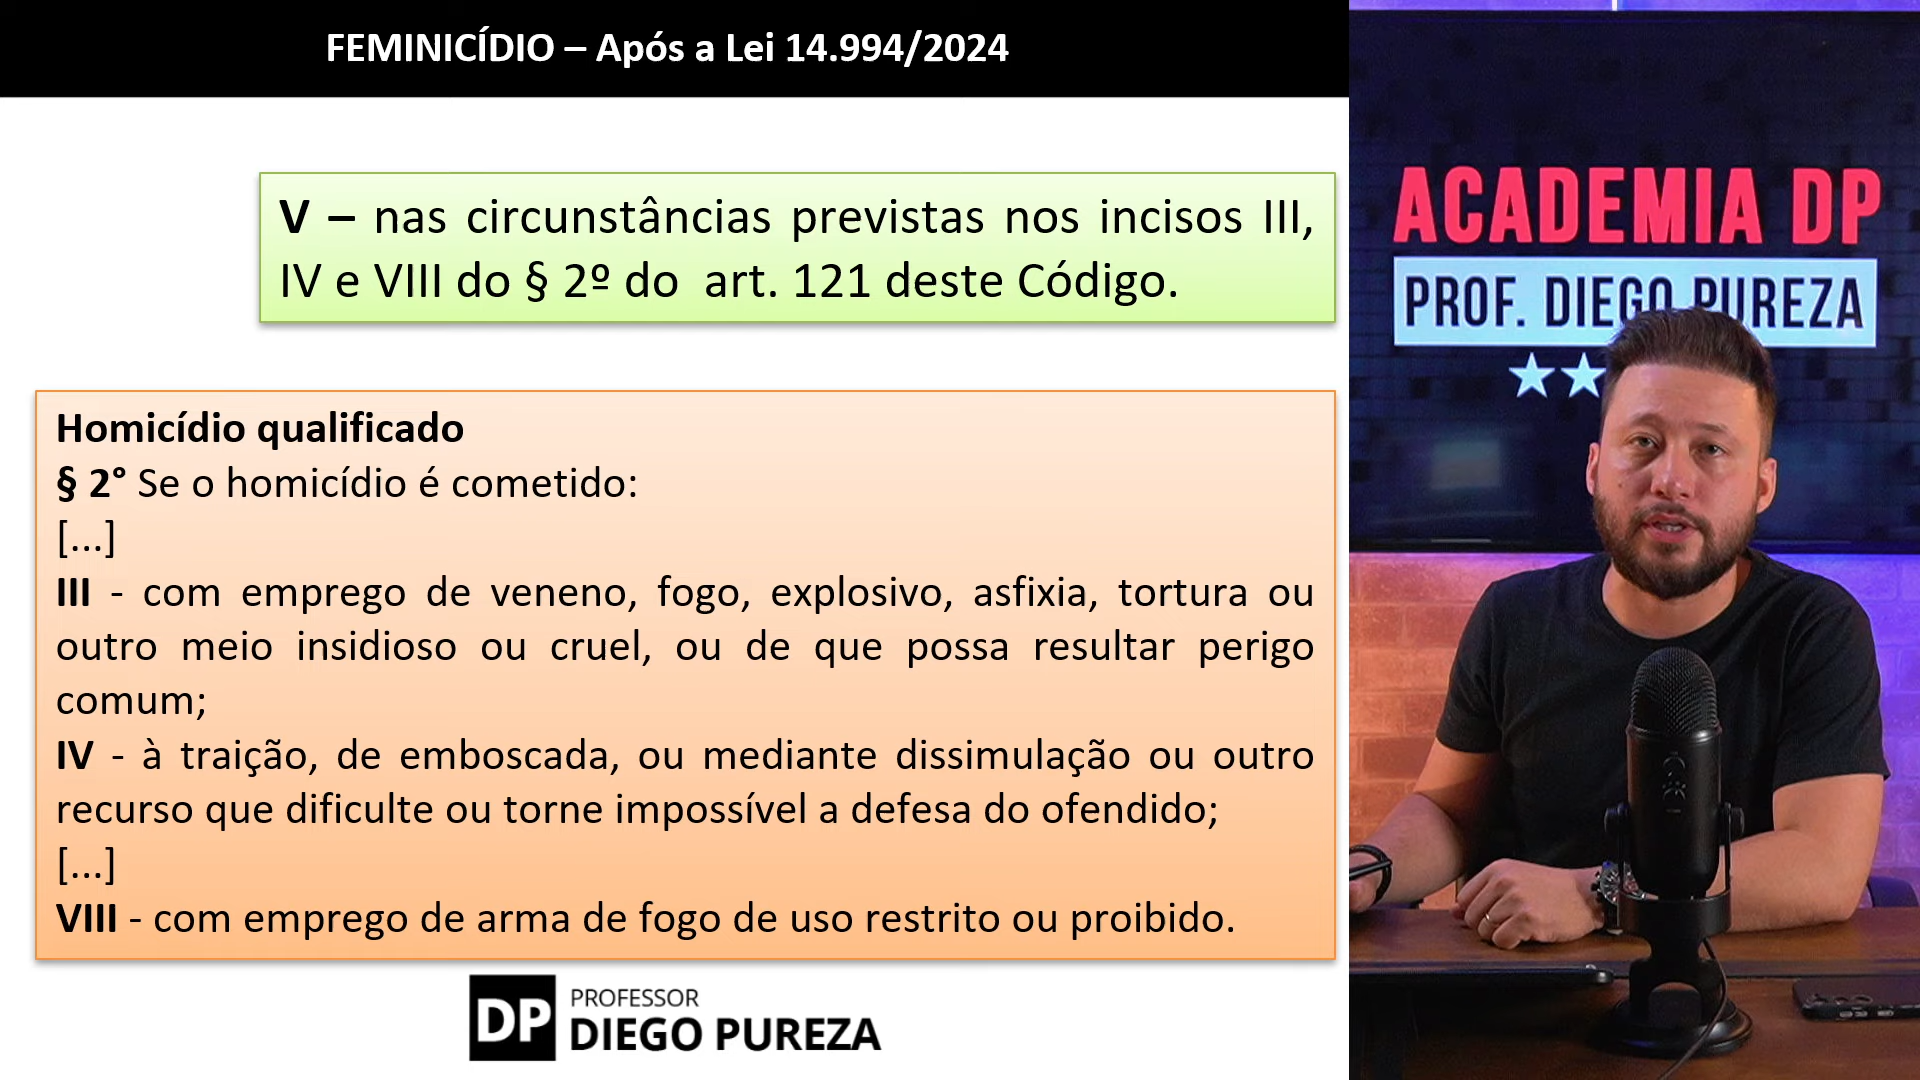 FEMINICÍDIO – Após a Lei 14.994/2024
V – nas circunstâncias previstas nos incisos III,
IV e VIII do § 2º do art. 121 deste Código.
Homicídio qualificado
§ 2° Se o homicídio é cometido:
[...]
III - com emprego de veneno, fogo, explosivo, asfixia, tortura ou
outro meio insidioso ou cruel, ou de que possa resultar perigo
comum;
IV - à traição, de emboscada, ou mediante dissimulação ou outro
recurso que dificulte ou torne impossível a defesa do ofendido;
[...]
VIII - com emprego de arma de fogo de uso restrito ou proibido.
DP PROFESSOR
DIEGO PUREZA
ACADEMIA DP
PROF. DIEGO PUREZA